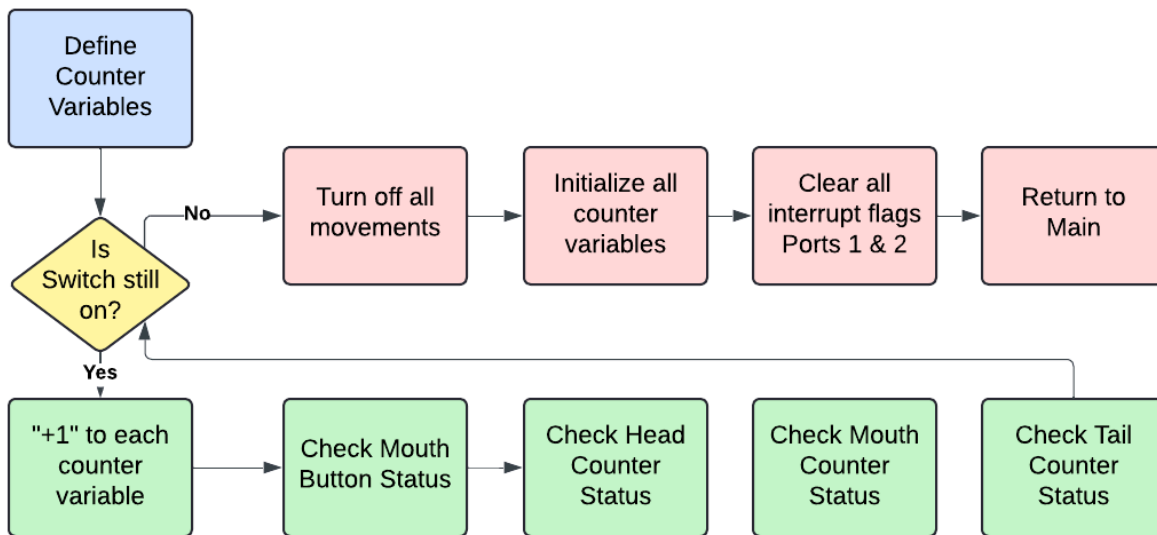 Define
Counter
Variables
Is
Switch still
on?
No
Turn off all
movements
Initialize all
counter
variables
Clear all
interrupt flags
Ports 1 & 2
Return to
Main
Yes
"+1" to each
counter
variable
Check Mouth
Button Status
Check Head
Counter
Status
Check Mouth
Counter
Status
Check Tail
Counter
Status